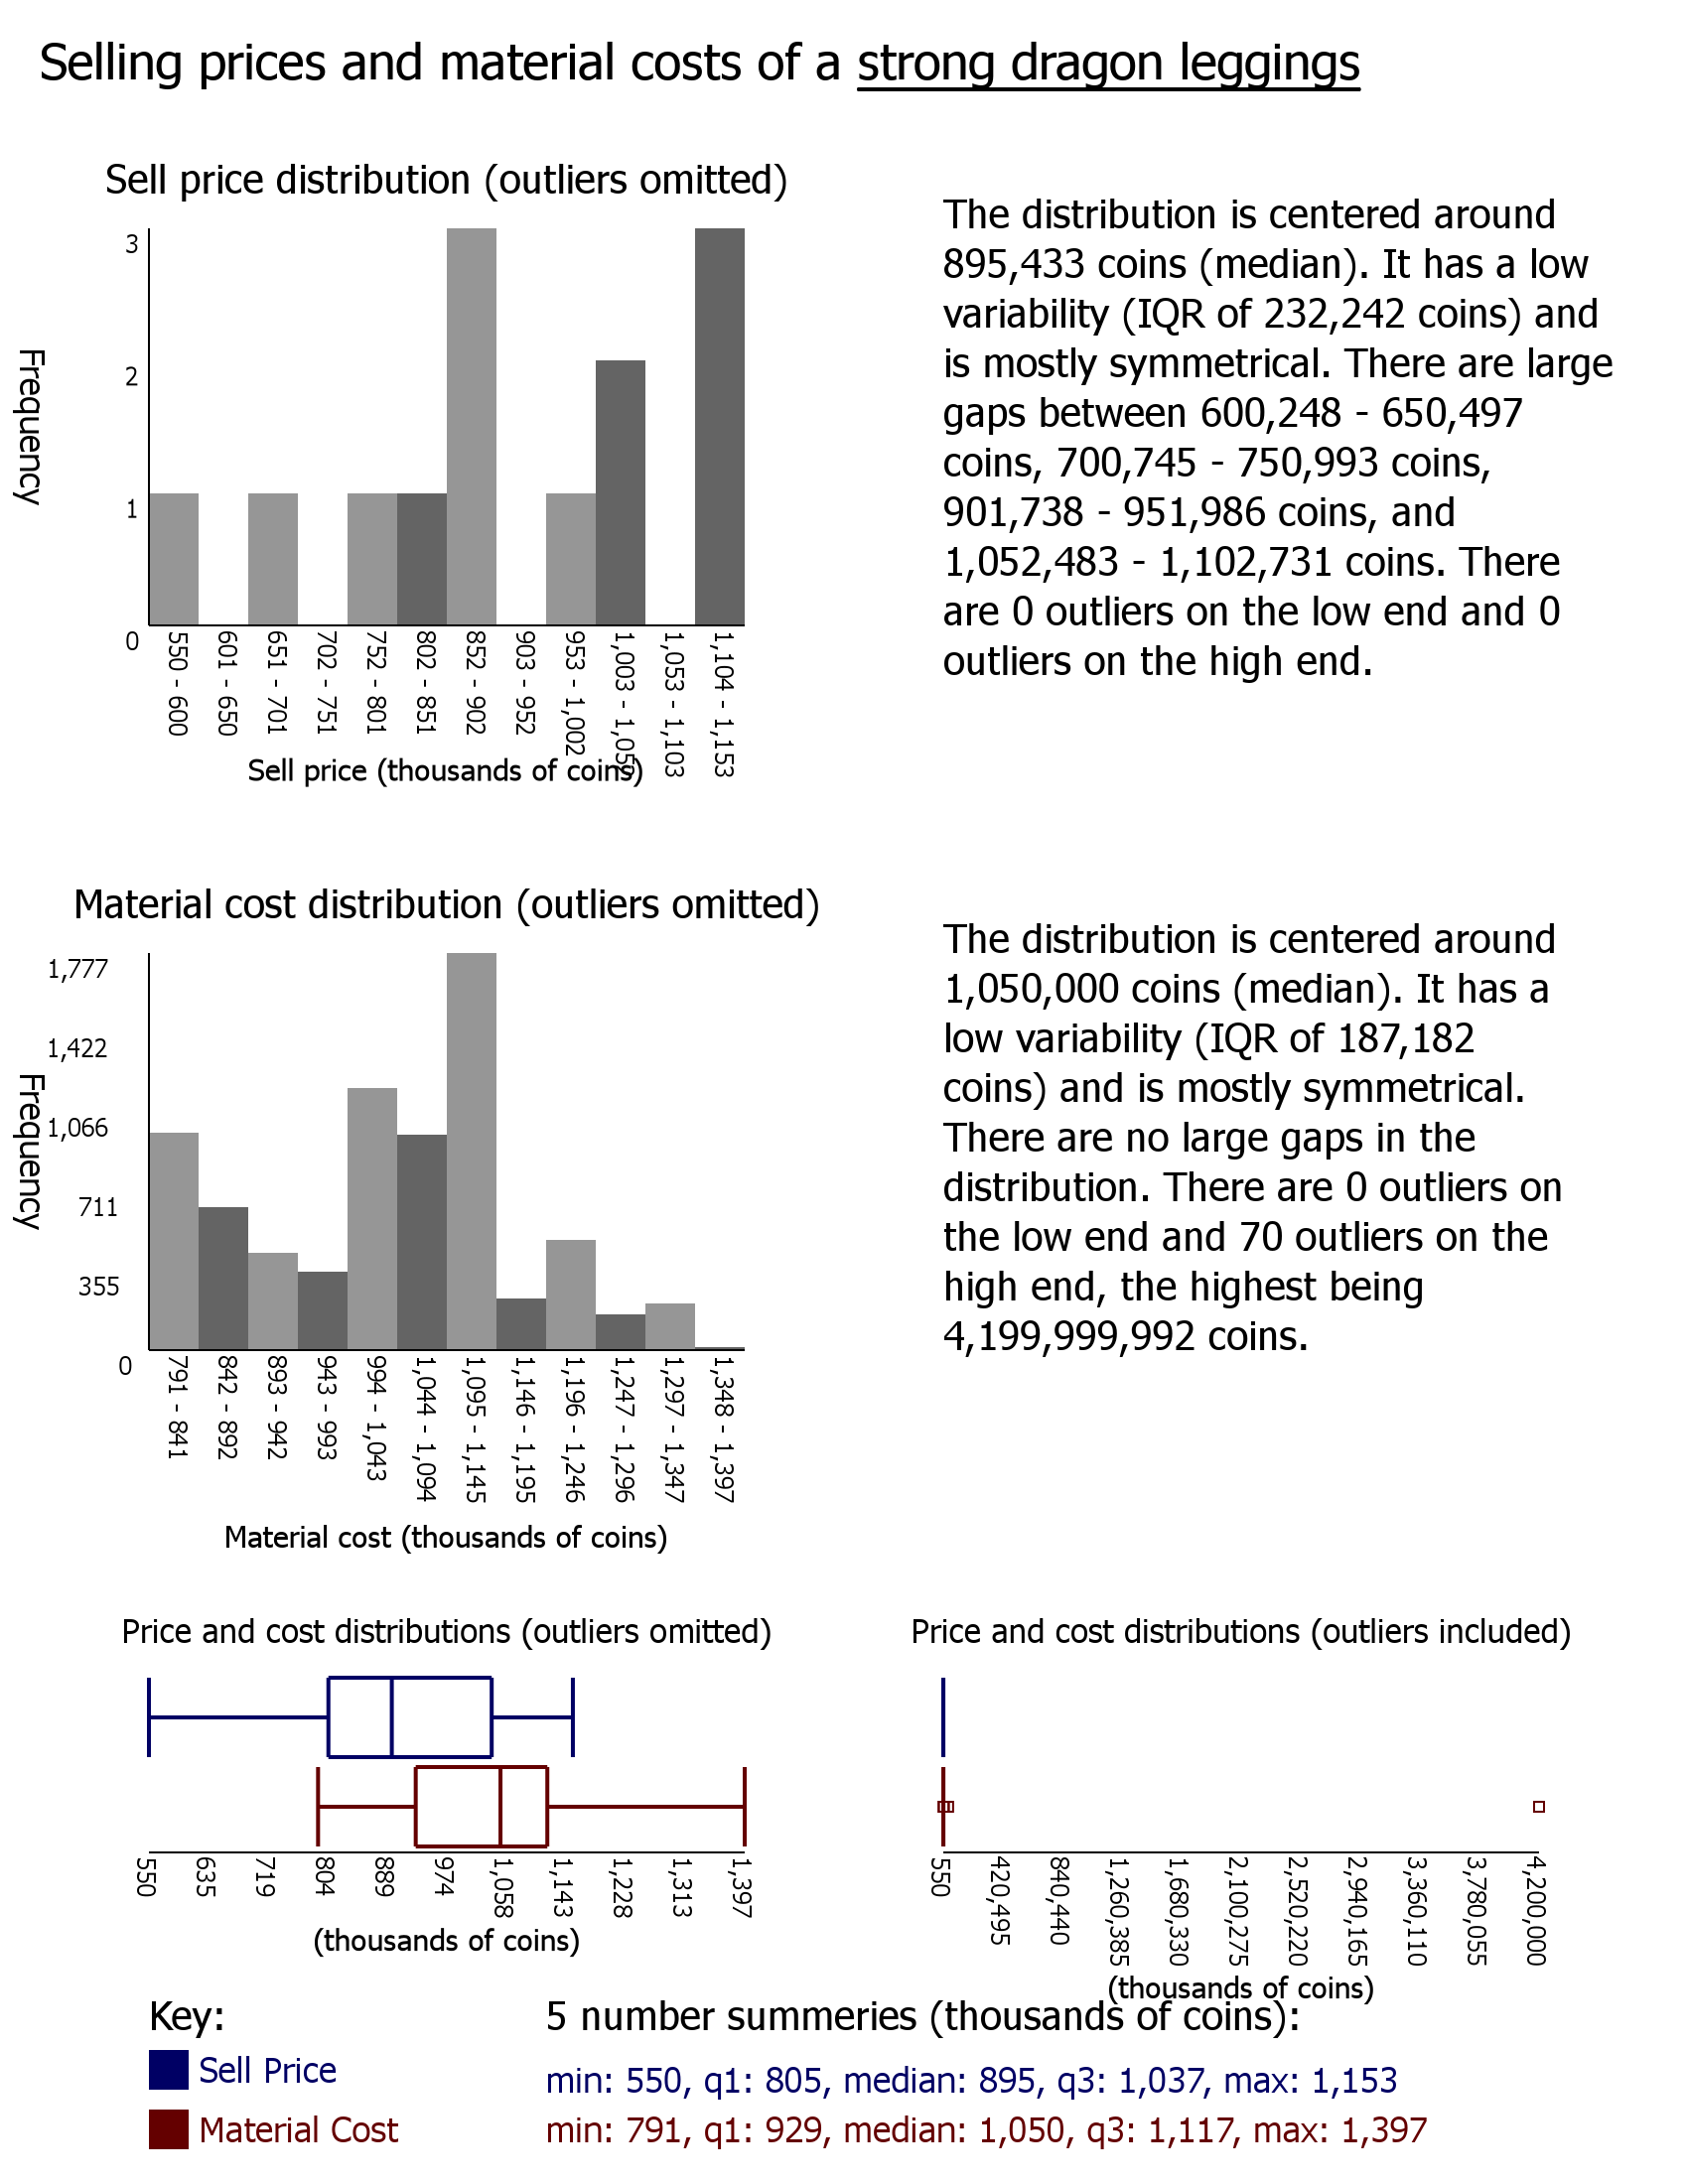 Selling prices and material costs of a strong dragon leggings
Sell price distribution (outliers omitted)
3
2
1
0
Frequency
550 - 600
601 - 650
651 - 701
702 - 751
752 - 801
802 - 851
852 - 902
903 - 952
953 - 1,002
1,003 - 1,052
1,053 - 1,103
1,104 - 1,153
Sell price (thousands of coins)
The distribution is centered around
895,433 coins (median). It has a low
variability (IQR of 232,242 coins) and
is mostly symmetrical. There are large
gaps between 600,248 - 650,497
coins, 700,745 - 750,993 coins,
901,738 - 951,986 coins, and
1,052,483 - 1,102,731 coins. There
are 0 outliers on the low end and 0
outliers on the high end.
Material cost distribution (outliers omitted)
1,777
1,422
1,066
711
355
0
Frequency
791 - 841
842 - 892
893 - 942
943 - 993
994 - 1,043
1,044 - 1,094
1,095 - 1,145
1,146 - 1,195
1,196 - 1,246
1,247 - 1,296
1,297 - 1,347
1,348 - 1,397
Material cost (thousands of coins)
The distribution is centered around
1,050,000 coins (median). It has a
low variability (IQR of 187,182
coins) and is mostly symmetrical.
There are no large gaps in the
distribution. There are 0 outliers on
the low end and 70 outliers on the
high end, the highest being
4,199,999,992 coins.
Price and cost distributions (outliers omitted)
550
635
719
804
889
974
1,058
1,143
1,228
1,313
1,397
(thousands of coins)
Price and cost distributions (outliers included)
550
420,495
840,440
1,260,385
1,680,330
2,100,275
2,520,220
2,940,165
3,360,110
3,780,055
4,200,000
(thousands of coins)
Key:
Sell Price
Material Cost
5 number summeries (thousands of coins):
min: 550, q1: 805, median: 895, q3: 1,037, max: 1,153
min: 791, q1: 929, median: 1,050, q3: 1,117, max: 1,397